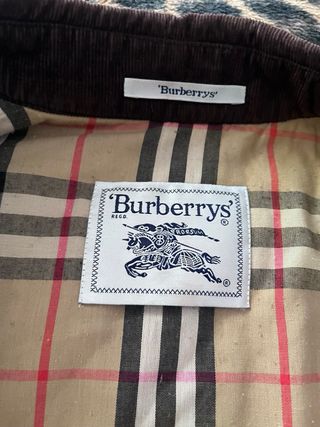 'Burberrys'
'Burberrys'®
REGD.
PRORSUM
®